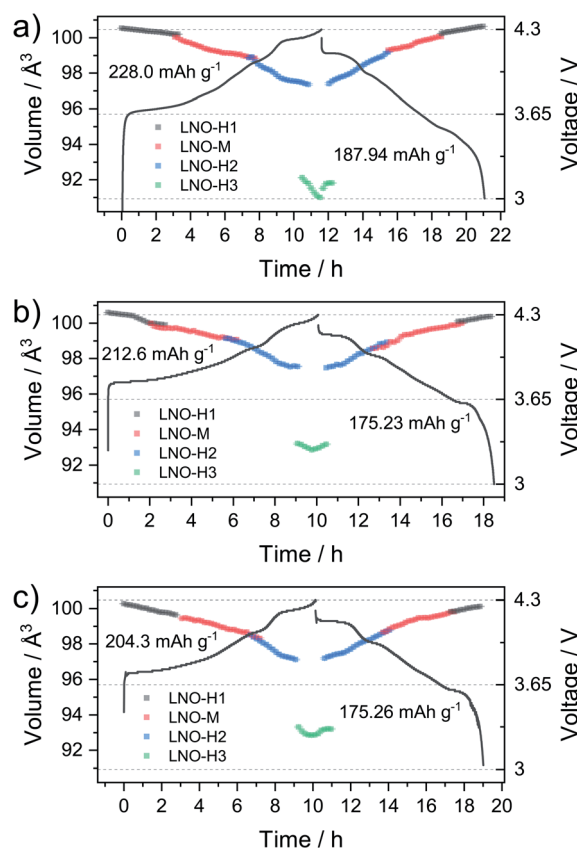 a)
Volume / Å³
100
98
96
94
92
228.0 mAh g⁻¹
LNO-H1
LNO-M
LNO-H2
LNO-H3
187.94 mAh g⁻¹
4.3
3.65
3
Voltage / V
0 2 4 6 8 10 12 14 16 18 20 22
Time / h
b)
Volume / Å³
100
98
96
94
92
212.6 mAh g⁻¹
LNO-H1
LNO-M
LNO-H2
LNO-H3
175.23 mAh g⁻¹
4.3
3.65
3
Voltage / V
0 2 4 6 8 10 12 14 16 18
Time / h
c)
Volume / Å³
100
98
96
94
92
204.3 mAh g⁻¹
LNO-H1
LNO-M
LNO-H2
LNO-H3
175.26 mAh g⁻¹
4.3
3.65
3
Voltage / V
0 2 4 6 8 10 12 14 16 18 20
Time / h